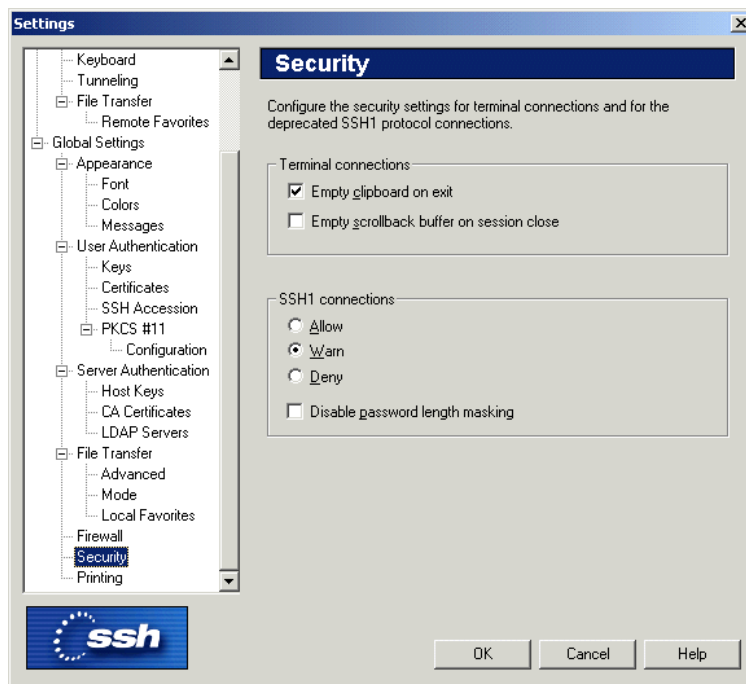 Settings
Keyboard
Tunneling
File Transfer
Remote Favorites
Global Settings
Appearance
Font
Colors
Messages
User Authentication
Keys
Certificates
SSH Accession
PKCS #11
Configuration
Server Authentication
Host Keys
CA Certificates
LDAP Servers
File Transfer
Advanced
Mode
Local Favorites
Firewall
Security
Printing
ssh
Security
Configure the security settings for terminal connections and for the
deprecated SSH1 protocol connections.
Terminal connections
Empty clipboard on exit
Empty scrollback buffer on session close
SSH1 connections
Allow
Warn
Deny
Disable password length masking
OK
Cancel
Help